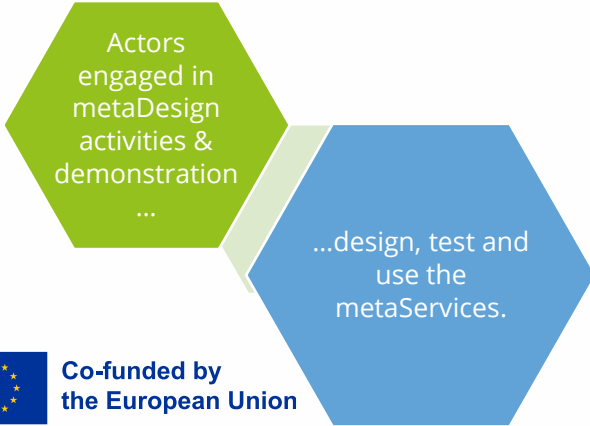 Actors
engaged in
metaDesign
activities &
demonstration
...
...design, test and
use the
metaServices.
Co-funded by
the European Union